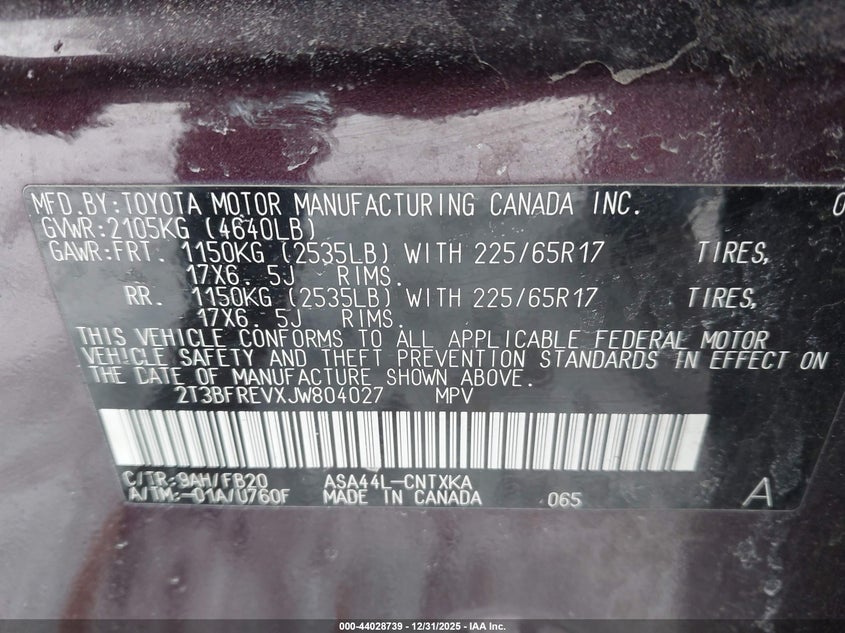 MFD.BY:TOYOTA MOTOR MANUFACTURING CANADA INC. 0
GVWR:2105KG (4640LB)
GAWR:FRT. 1150KG (2535LB) WITH 225/65R17 TIRES,
17X6.5J RIMS.
RR. 1150KG (2535LB) WITH 225/65R17 TIRES,
17X6.5J RIMS.
THIS VEHICLE CONFORMS TO ALL APPLICABLE FEDERAL MOTOR
VEHICLE SAFETY AND THEFT PREVENTION STANDARDS IN EFFECT ON
THE DATE OF MANUFACTURE SHOWN ABOVE.
2T3BFREVXJW804027 MPV
C/TR:9AH/FB20 ASA44L-CNTXKA
A/TM:-01A/U760F MADE IN CANADA 065 A
000-44028739 - 12/31/2025 - IAA Inc.